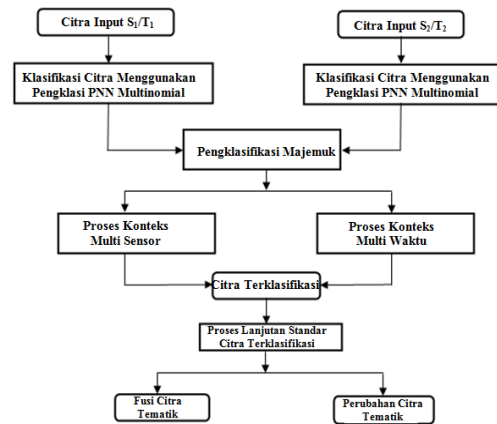 Citra Input S₁/T₁
Citra Input S₂/T₂
Klasifikasi Citra Menggunakan
Pengklasi PNN Multinomial
Klasifikasi Citra Menggunakan
Pengklasi PNN Multinomial
Pengklasifikasi Majemuk
Proses Konteks
Multi Sensor
Proses Konteks
Multi Waktu
Citra Terklasifikasi
Proses Lanjutan Standar
Citra Terklasifikasi
Fusi Citra
Tematik
Perubahan Citra
Tematik